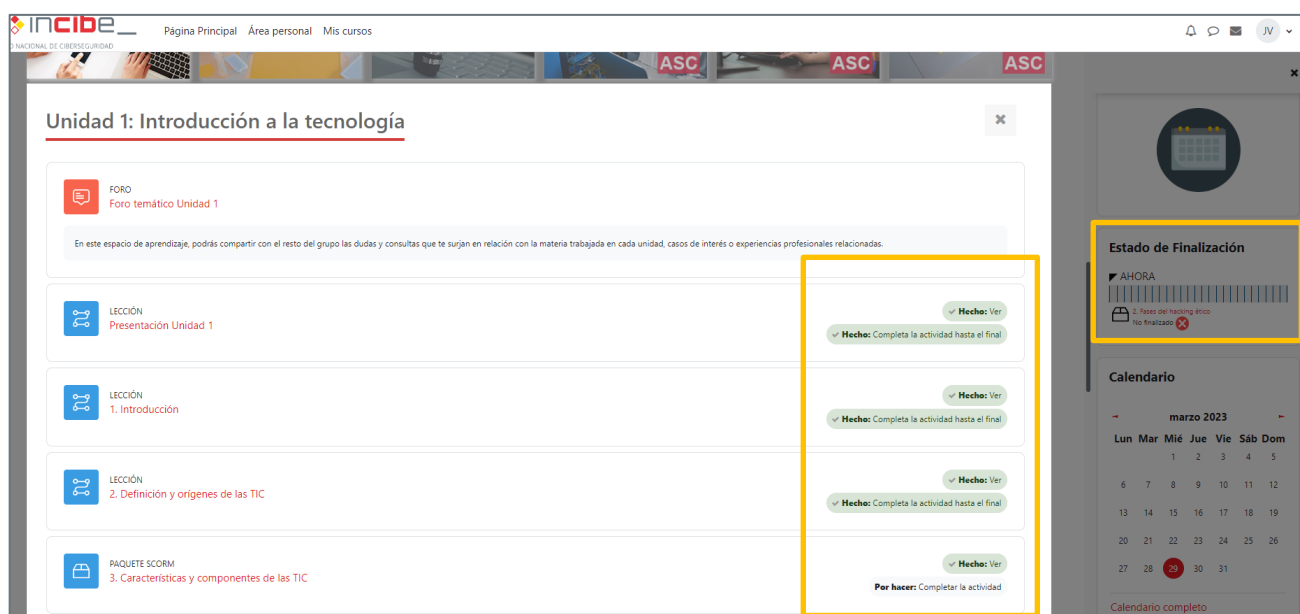 incibe_
Página Principal Área personal Mis cursos
JV
NACIONAL DE CIBERSEGURIDAD
ASC
ASC
ASC
Unidad 1: Introducción a la tecnología
FORO
Foro temático Unidad 1
En este espacio de aprendizaje, podrás compartir con el resto del grupo las dudas y consultas que te surjan en relación con la materia trabajada en cada unidad, casos de interés o experiencias profesionales relacionadas.
LECCIÓN
Presentación Unidad 1
Hecho: Ver
Hecho: Completa la actividad hasta el final
LECCIÓN
1. Introducción
Hecho: Ver
Hecho: Completa la actividad hasta el final
LECCIÓN
2. Definición y orígenes de las TIC
Hecho: Ver
Hecho: Completa la actividad hasta el final
PAQUETE SCORM
3. Características y componentes de las TIC
Hecho: Ver
Por hacer: Completar la actividad
Estado de Finalización
AHORA
2. Fases del hacking ético
No finalizado
Calendario
marzo 2023
Lun Mar Mié Jue Vie Sáb Dom
1 2 3 4 5
6 7 8 9 10 11 12
13 14 15 16 17 18 19
20 21 22 23 24 25 26
27 28 29 30 31
Calendario completo